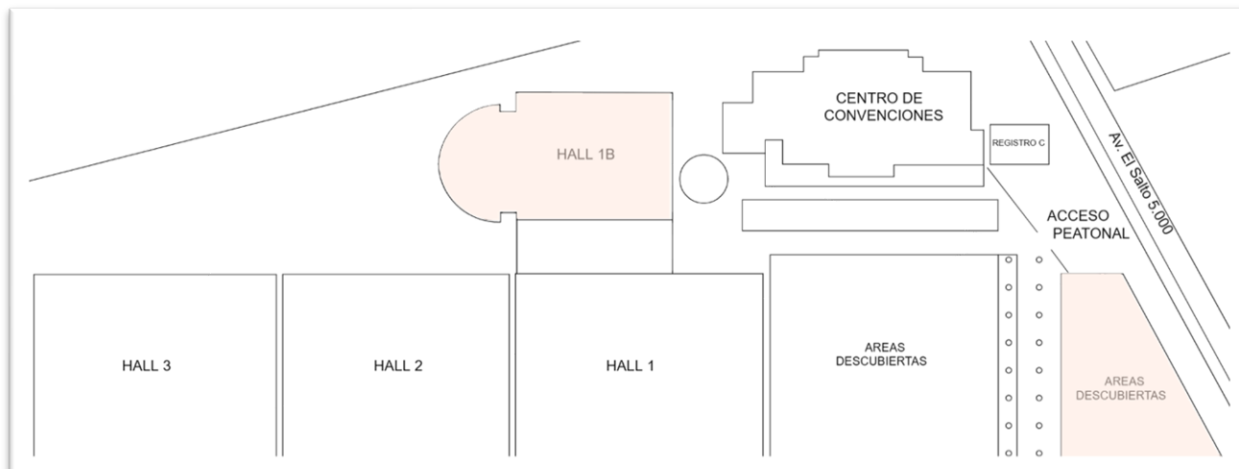 CENTRO DE
CONVENCIONES
REGISTRO C
Av. El Salto 5.000
HALL 1B
ACCESO
PEATONAL
HALL 3
HALL 2
HALL 1
AREAS
DESCUBIERTAS
AREAS
DESCUBIERTAS